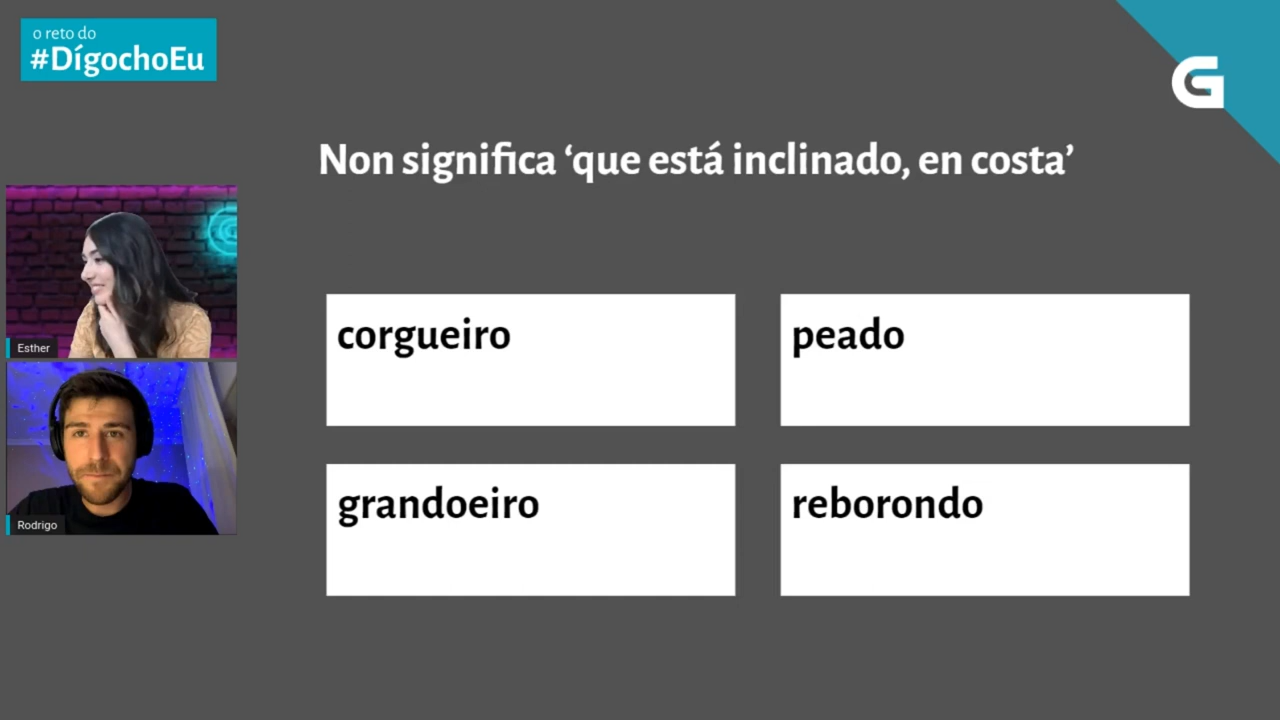 o reto do
#DígochoEu
Non significa ‘que está inclinado, en costa’
Esther
Rodrigo
corgueiro
peado
grandoeiro
reborondo